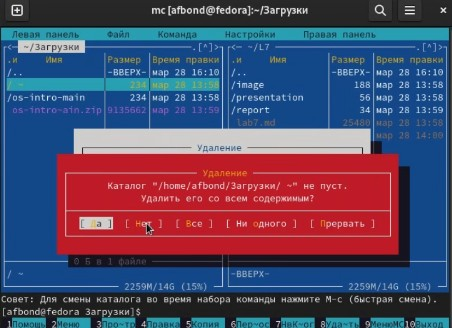 mc [afbond@fedora]:~/Загрузки
Левая панель Файл Команда Настройки Правая панель
~/Загрузки .[^]> <- ~/L7 .[^]>
.и Имя Размер Время правки .и Имя Размер Время правки
/.. -ВВЕРХ- мар 28 16:10 /.. -ВВЕРХ- мар 28 16:10
/ ~ 234 мар 28 13:58 /image 188 мар 28 13:58
/os-intro-main 234 мар 28 13:58 /presentation 56 мар 28 13:58
os-intro-ain.zip 9135662 мар 28 13:59 /report 34 мар 28 13:59
lab7.md 25480 мар 28 13:58
мар 28 14:00
Удаление
Удаление
Каталог "/home/afbond/Загрузки/ ~" не пуст.
Удалить его со всем содержимым?
[ Да ] [ Нет ] [ Все ] [ Ни одного ] [ Прервать ]
0 Б в 1 файле
/ ~ -ВВЕРХ-
2259M/14G (15%) 2259M/14G (15%)
Совет: Для смены каталога во время набора команды нажмите M-c (быстрая смена).
[afbond@fedora Загрузки]$
1Помощь 2Меню 3Про~тр 4Правка 5Копия 6Пер~ос 7НвК~ог 8Уда~ть 9МенюMC 10Выход